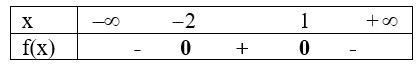 x –∞ –2 1 +∞
f(x) - 0 + 0 -